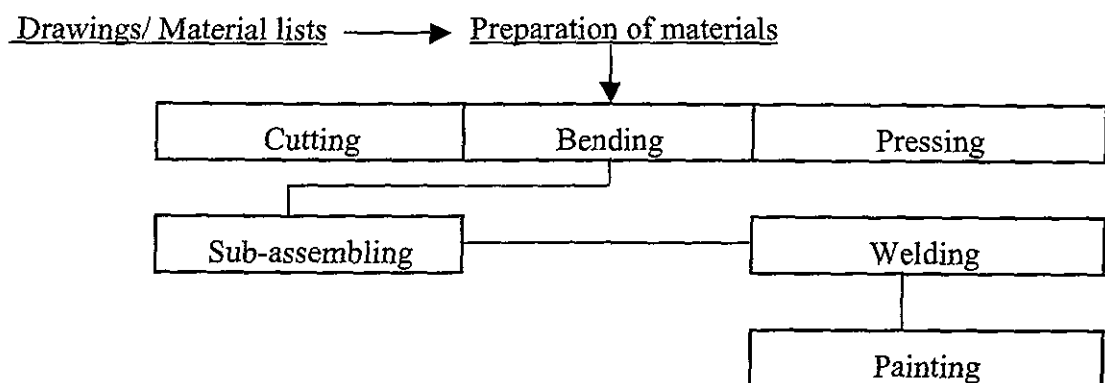 Drawings/ Material lists Preparation of materials
Cutting Bending Pressing
Sub-assembling Welding
Painting